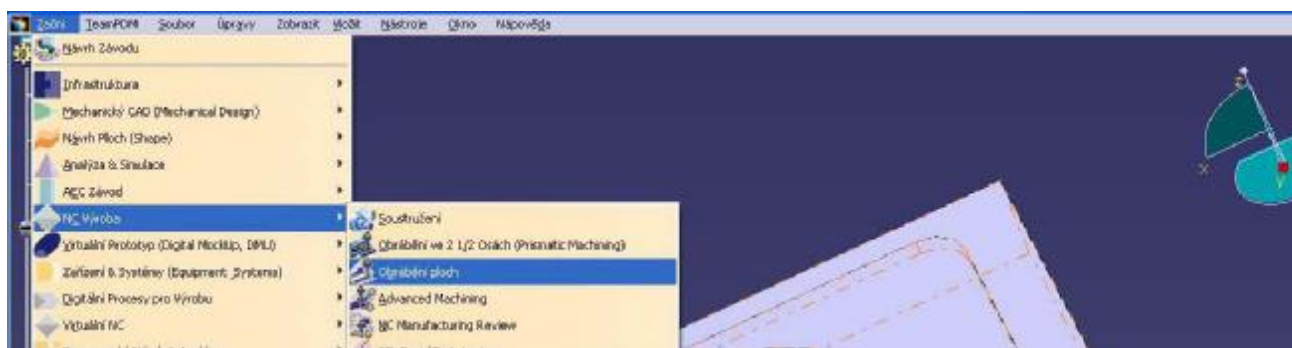 Začni TeamPDM Soubor Úpravy Zobrazit Vložit Nástroje Okno Nápověda
Návrh Závodu
Infrastruktura
Mechanický CAD (Mechanical Design)
Návrh Ploch (Shape)
Analýza & Simulace
AEC Závod
NC Výroba
Soustružení
Virtuální Prototyp (Digital MockUp, DMU)
Obrábění ve 2 1/2 Osách (Prismatic Machining)
Zařízení & Systémy (Equipment_Systems)
Obrábění ploch
Digitální Procesy pro Výrobu
Advanced Machining
Virtuální NC
NC Manufacturing Review